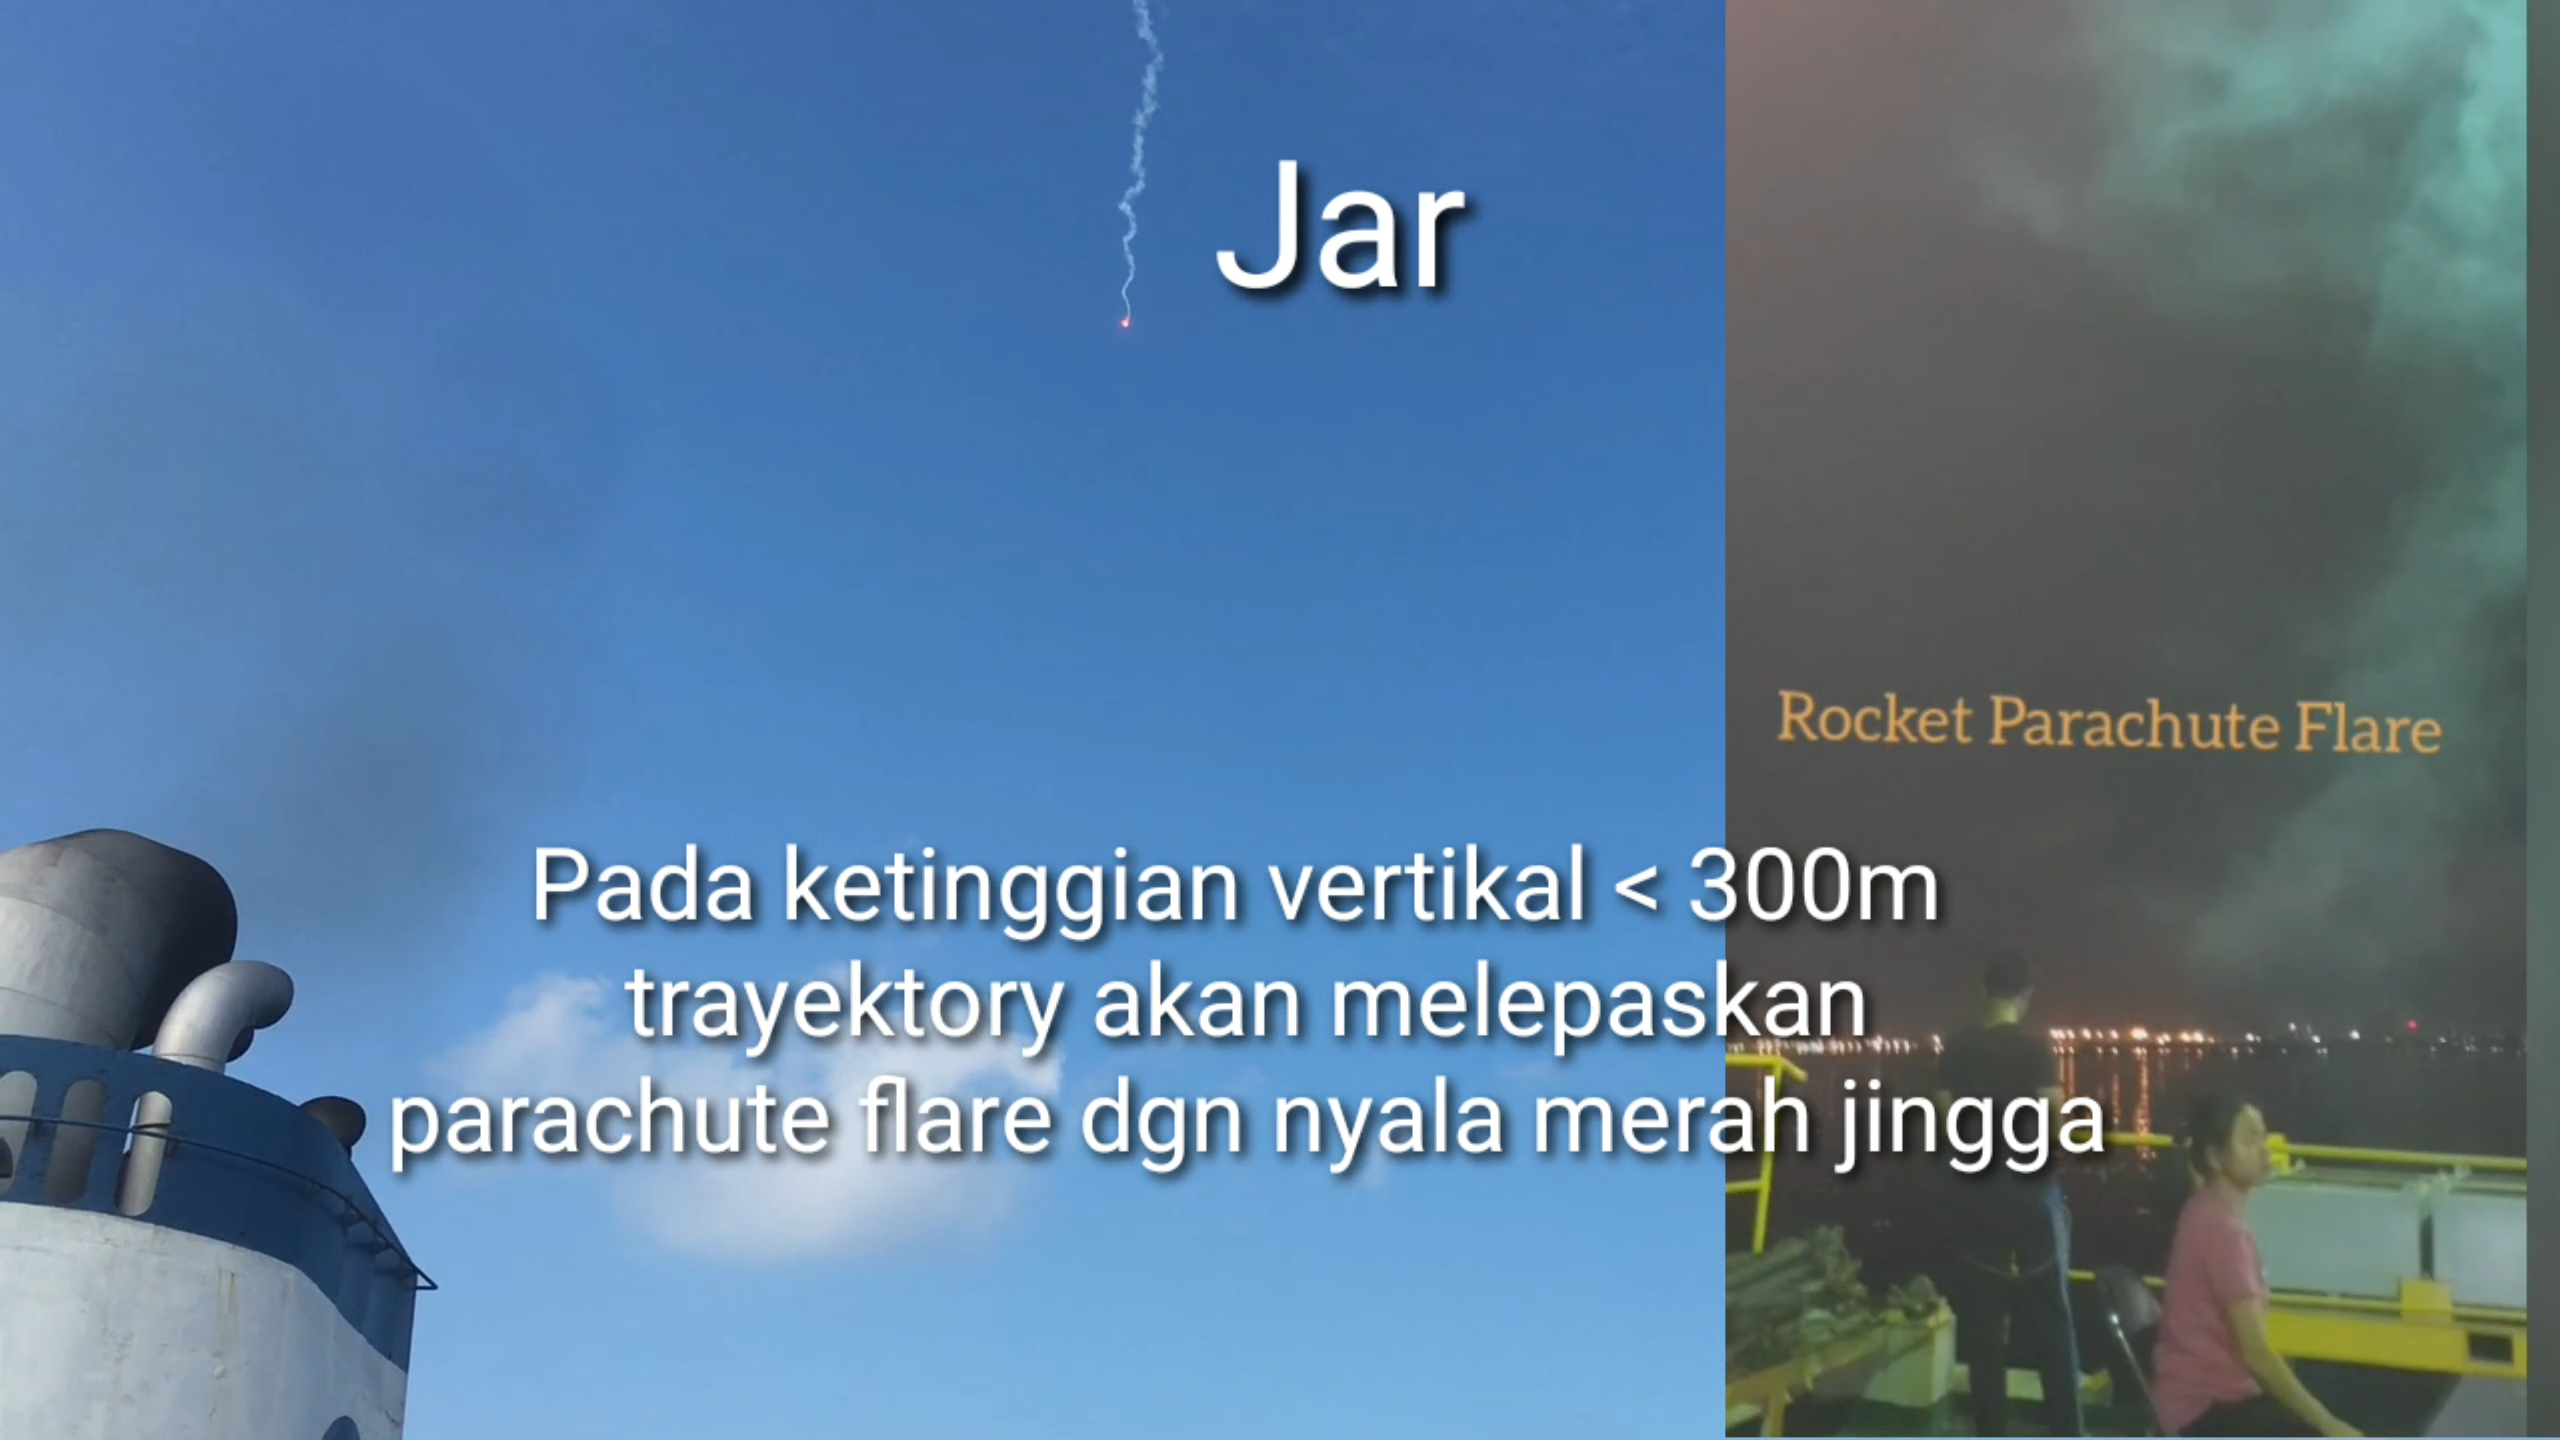 Jar
Rocket Parachute Flare
Pada ketinggian vertikal < 300m
trayektory akan melepaskan
parachute flare dgn nyala merah jingga